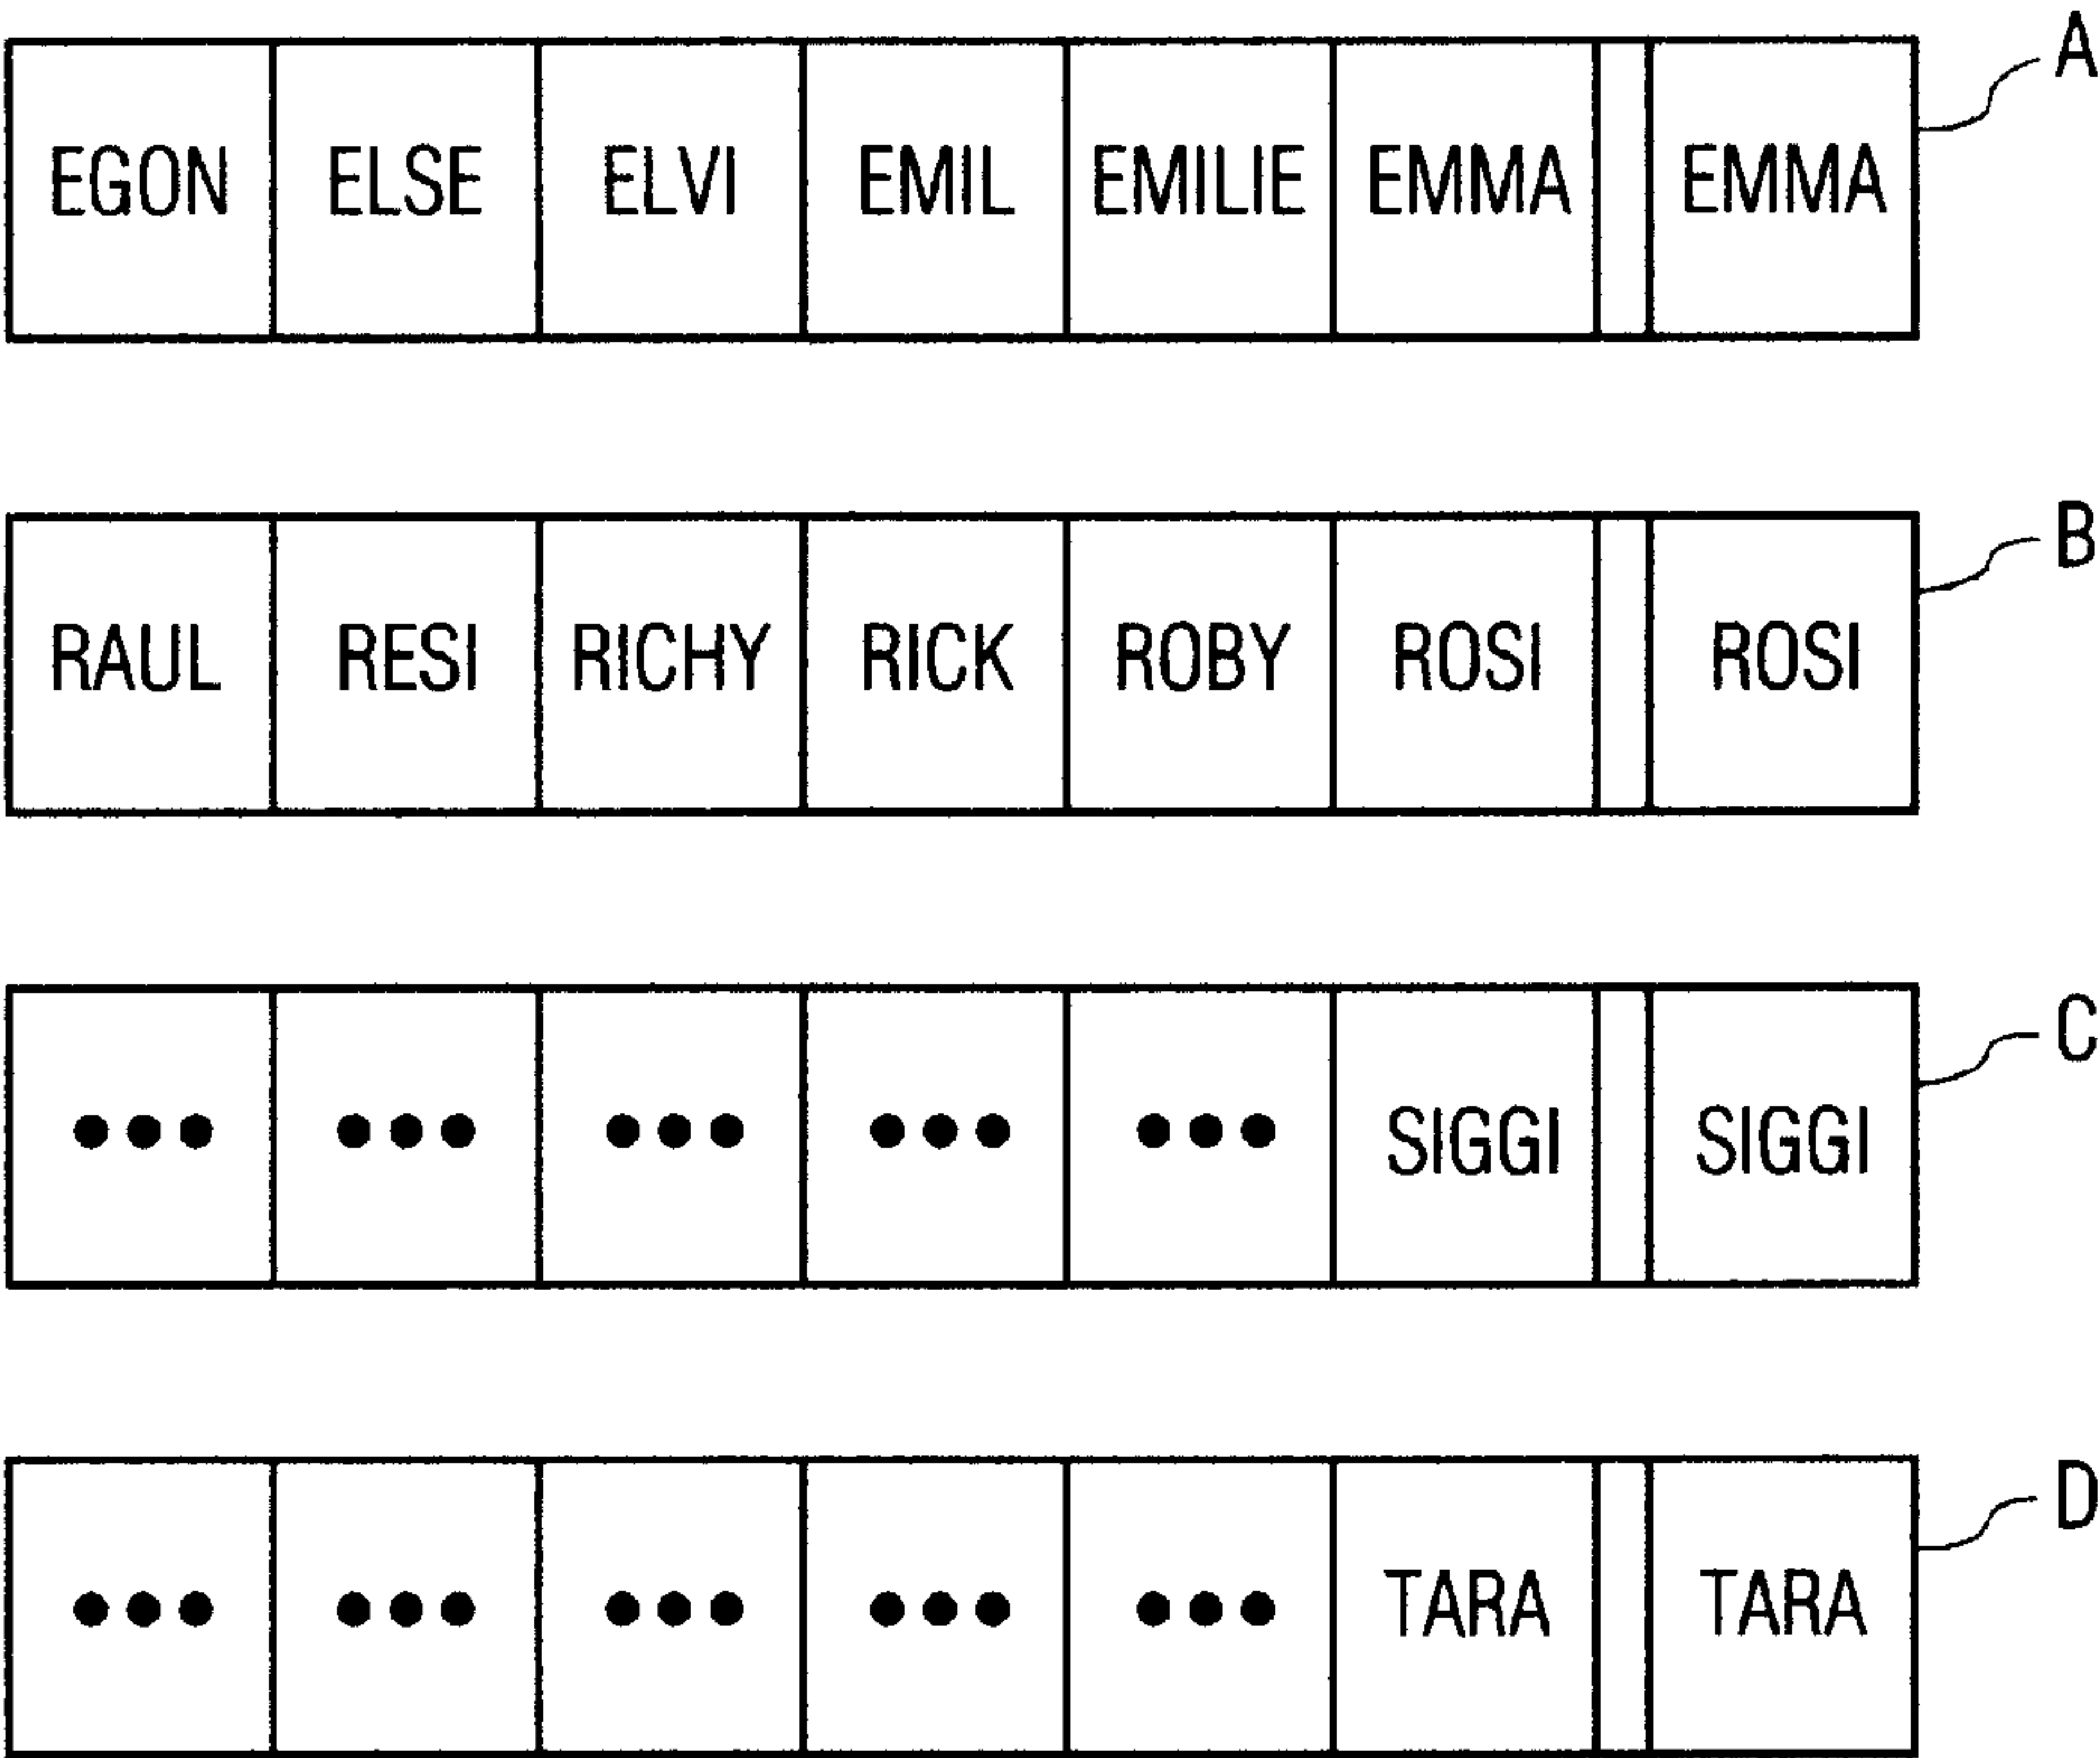 A
EGON ELSE ELVI EMIL EMILIE EMMA EMMA
B
RAUL RESI RICHY RICK ROBY ROSI ROSI
C
••• ••• ••• ••• ••• SIGGI SIGGI
D
••• ••• ••• ••• ••• TARA TARA